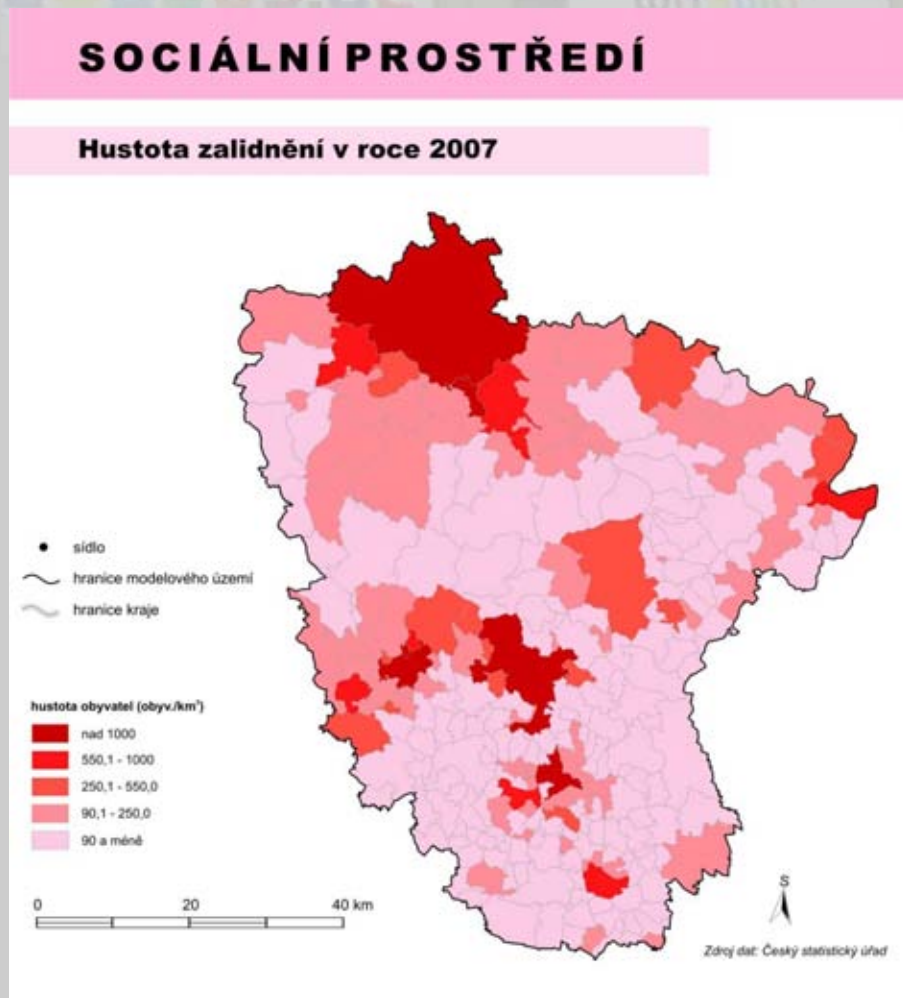 SOCIÁLNÍ PROSTŘEDÍ
Hustota zalidnění v roce 2007
sídlo
hranice modelového území
hranice kraje
hustota obyvatel (obyv./km²)
nad 1000
550,1 - 1000
250,1 - 550,0
90,1 - 250,0
90 a méně
0 20 40 km
S
Zdroj dat: Český statistický úřad